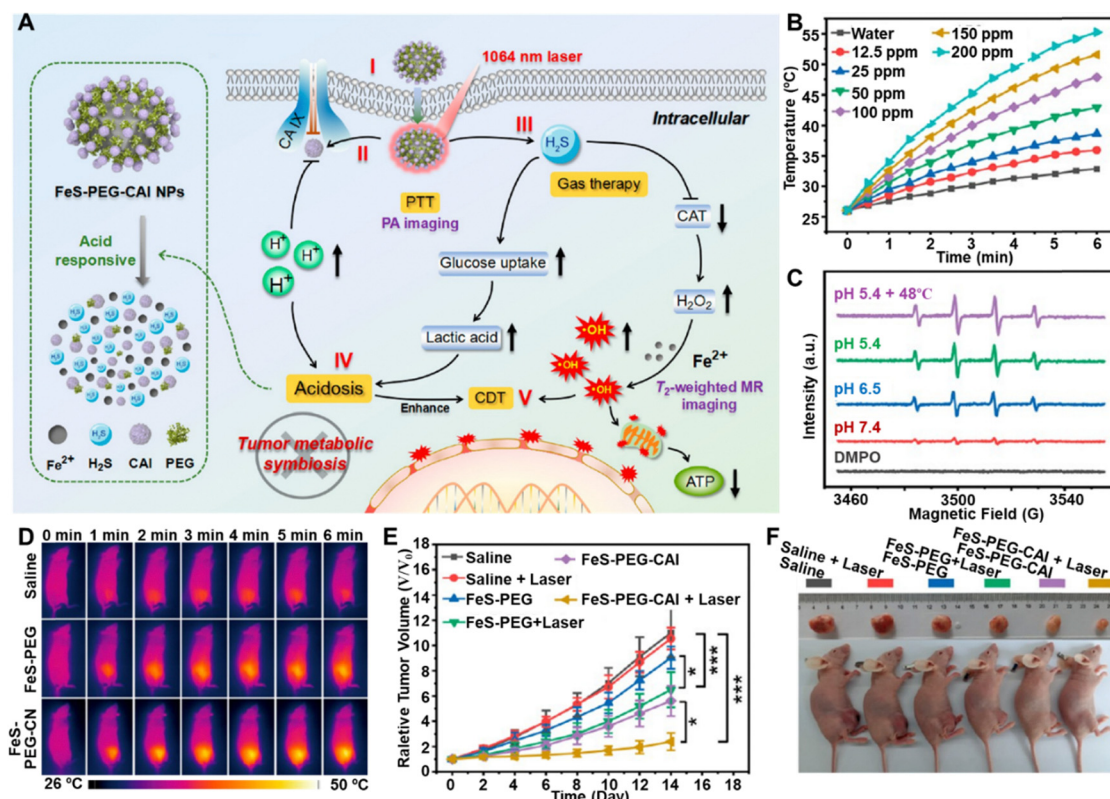 A
FeS-PEG-CAI NPs
Acid
responsive
Fe²⁺ H₂S CAI PEG
I
1064 nm laser
CA IX
II
III
Intracellular
H₂S
Gas therapy
PTT
PA imaging
CAT
H⁺
H⁺
H⁺
Glucose uptake
H₂O₂
Lactic acid
·OH
·OH
·OH
Fe²⁺
T₂-weighted MR
imaging
IV
Acidosis
Enhance
CDT
V
Tumor metabolic
symbiosis
ATP
B
Water
12.5 ppm
25 ppm
50 ppm
100 ppm
150 ppm
200 ppm
Temperature (°C)
55
50
45
40
35
30
25
0 1 2 3 4 5 6
Time (min)
C
pH 5.4 + 48℃
pH 5.4
pH 6.5
pH 7.4
DMPO
Intensity (a.u.)
3460 3500 3540
Magnetic Field (G)
D
0 min 1 min 2 min 3 min 4 min 5 min 6 min
Saline
FeS-PEG
FeS-
PEG-CN
26 °C 50 °C
E
Raletive Tumor Volume (V/V₀)
18
16
14
12
10
8
6
4
2
0
Saline
Saline + Laser
FeS-PEG
FeS-PEG+Laser
FeS-PEG-CAI
FeS-PEG-CAI + Laser
*
***
***
*
0 2 4 6 8 10 12 14 16 18
Time (Day)
F
Saline + Laser
Saline
FeS-PEG+Laser
FeS-PEG
FeS-PEG-CAI + Laser
FeS-PEG-CAI